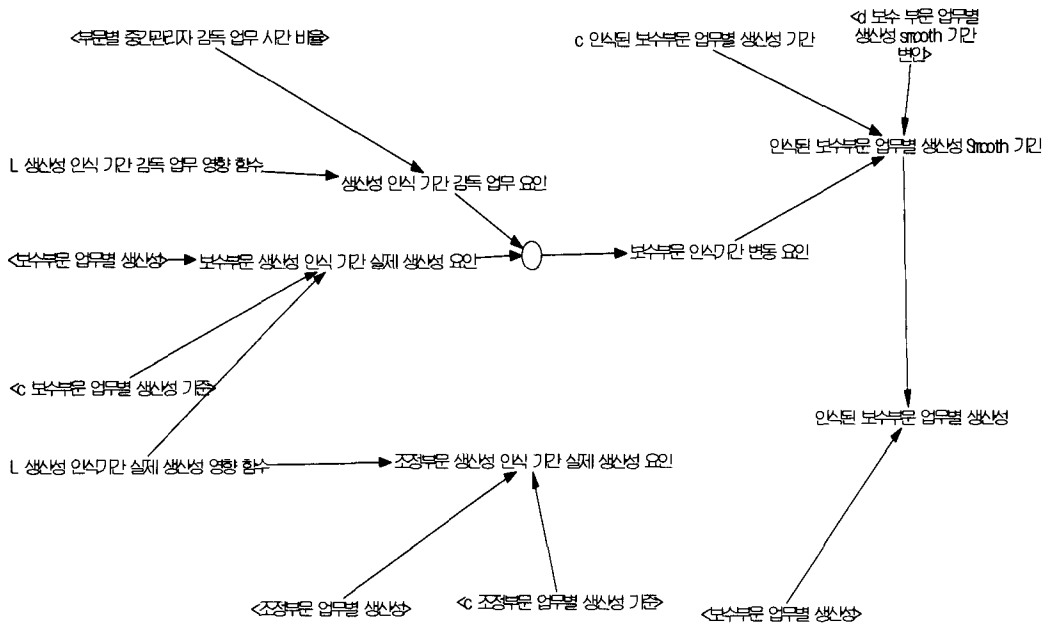 <부문별 중간관리자 감독 업무 시간 비율>
c 인식된 보수부문 업무별 생산성 기간
<d 보수 부문 업무별
생산성 smooth 기간
변안>
인식된 보수부문 업무별 생산성 Smooth 기간
L 생산성 인식 기간 감독 업무 영향 함수
생산성 인식 기간 감독 업무 요인
<보수부문 업무별 생산성>
보수부문 생산성 인식 기간 실제 생산성 요인
보수부문 인식기간 변동 요인
<c 보수부문 업무별 생산성 기준>
인식된 보수부문 업무별 생산성
L 생산성 인식기간 실제 생산성 영향 함수
조정부문 생산성 인식 기간 실제 생산성 요인
<조정부문 업무별 생산성>
<c 조정부문 업무별 생산성 기준>
<보수부문 업무별 생산성>